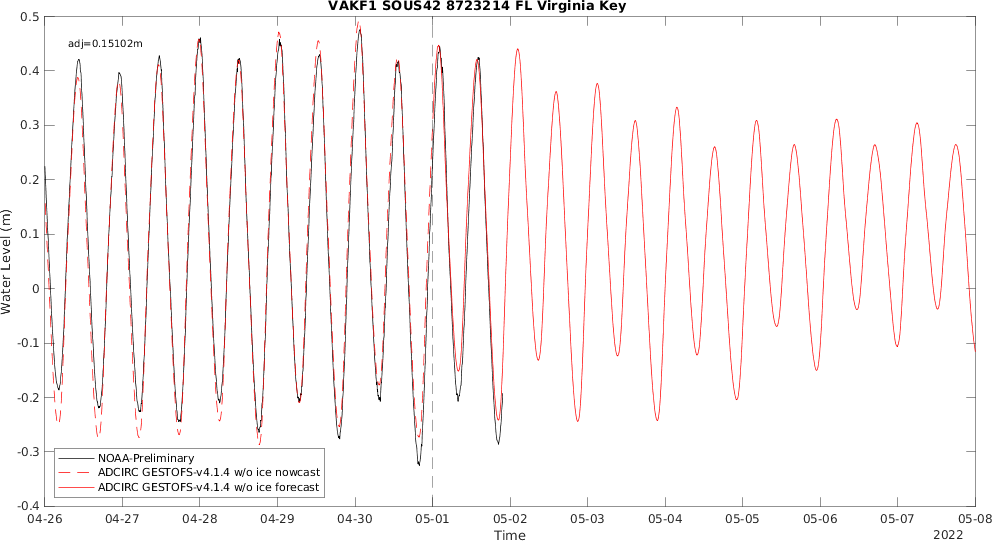 VAKF1 SOUS42 8723214 FL Virginia Key
adj=0.15102m
0.5
0.4
0.3
0.2
0.1
0
-0.1
-0.2
-0.3
-0.4
Water Level (m)
NOAA-Preliminary
ADCIRC GESTOFS-v4.1.4 w/o ice nowcast
ADCIRC GESTOFS-v4.1.4 w/o ice forecast
04-26 04-27 04-28 04-29 04-30 05-01 05-02 05-03 05-04 05-05 05-06 05-07 05-08
Time
2022